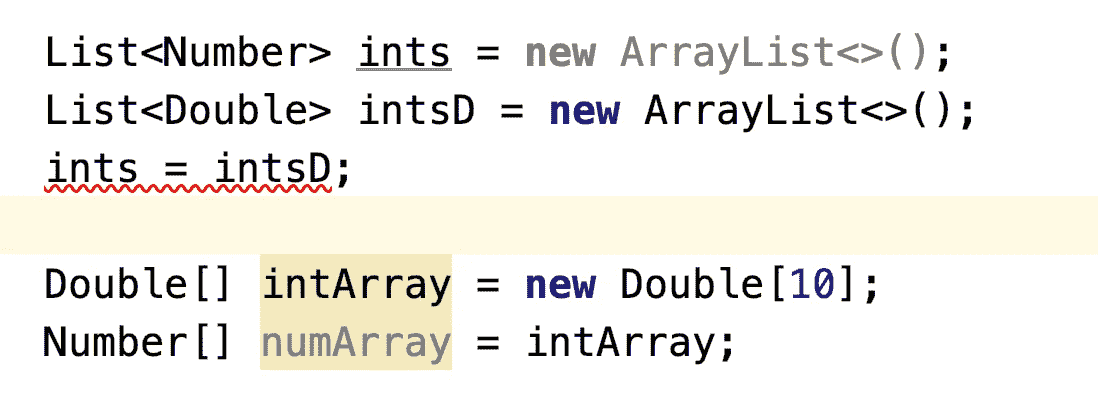 List<Number> ints = new ArrayList<>();
List<Double> intsD = new ArrayList<>();
ints = intsD;
Double[] intArray = new Double[10];
Number[] numArray = intArray;